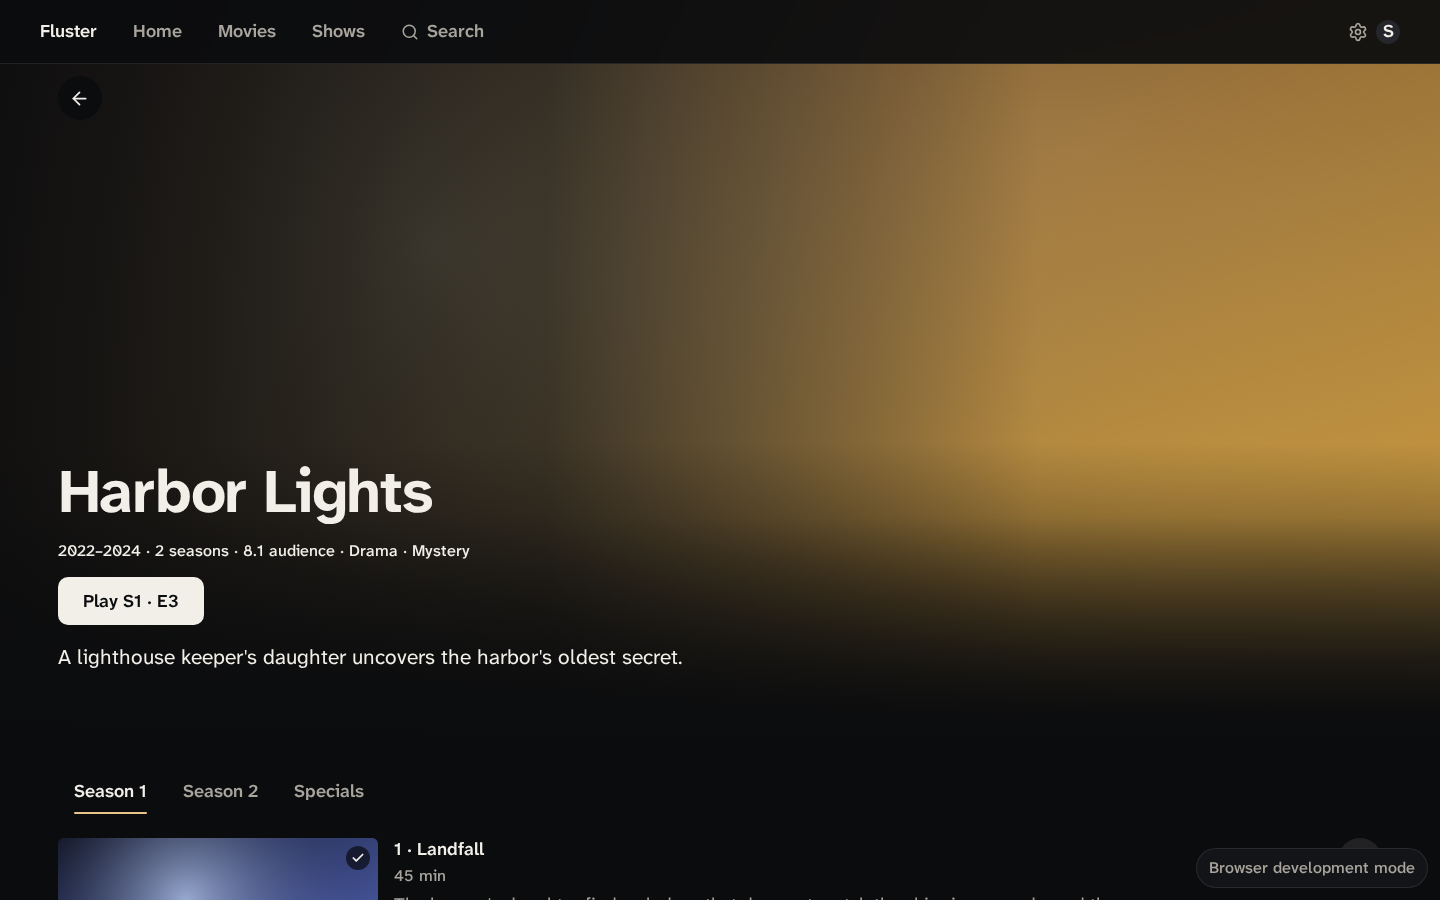 Fluster Home Movies Shows Search S
Harbor Lights
2022–2024 · 2 seasons · 8.1 audience · Drama · Mystery
Play S1 · E3
A lighthouse keeper's daughter uncovers the harbor's oldest secret.
Season 1 Season 2 Specials
1 · Landfall
45 min
Browser development mode